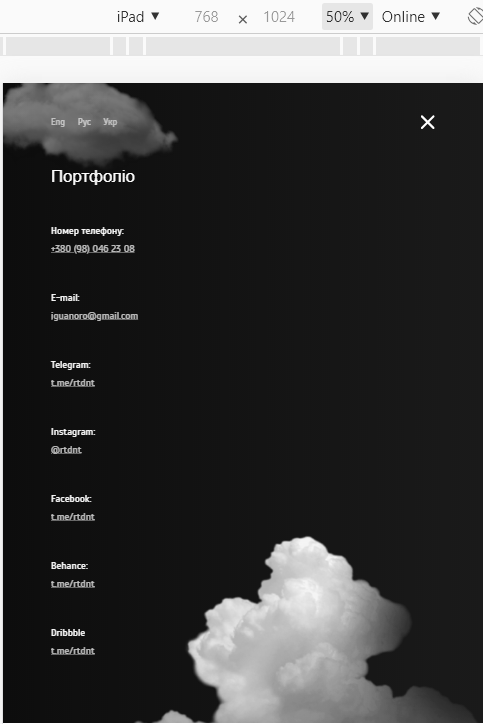 iPad ▼ 768 × 1024 50% ▼ Online ▼
Eng Рус Укр
Портфоліо
Номер телефону:
+380 (98) 046 23 08
E-mail:
iguanoro@gmail.com
Telegram:
t.me/rtdnt
Instagram:
@rtdnt
Facebook:
t.me/rtdnt
Behance:
t.me/rtdnt
Dribbble
t.me/rtdnt